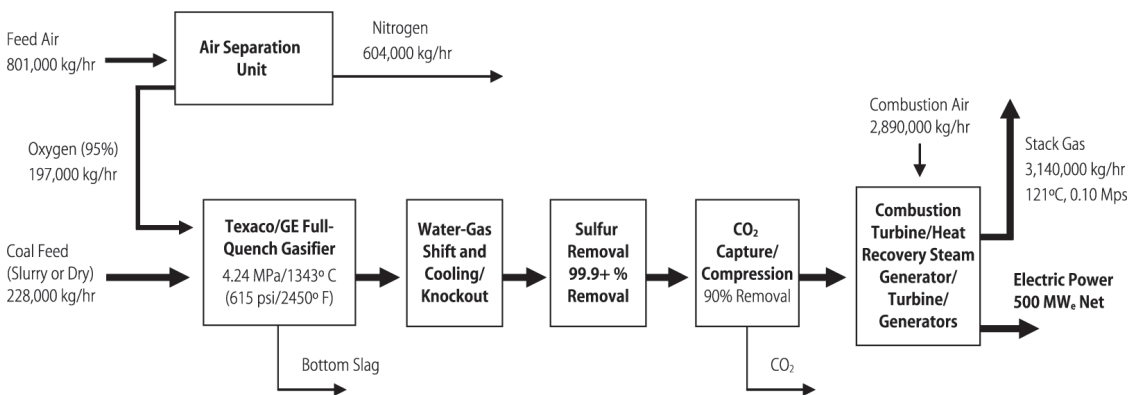 Feed Air
801,000 kg/hr
Air Separation
Unit
Nitrogen
604,000 kg/hr
Oxygen (95%)
197,000 kg/hr
Combustion Air
2,890,000 kg/hr
Stack Gas
3,140,000 kg/hr
121ºC, 0.10 Mps
Coal Feed
(Slurry or Dry)
228,000 kg/hr
Texaco/GE Full-
Quench Gasifier
4.24 MPa/1343º C
(615 psi/2450º F)
Water-Gas
Shift and
Cooling/
Knockout
Sulfur
Removal
99.9+ %
Removal
CO₂
Capture/
Compression
90% Removal
Combustion
Turbine/Heat
Recovery Steam
Generator/
Turbine/
Generators
Electric Power
500 MWₑ Net
Bottom Slag
CO₂